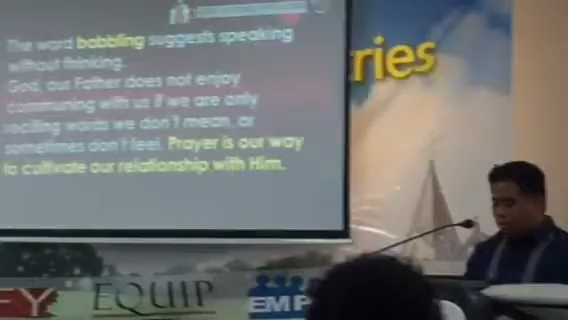 The word babbling suggests speaking
without thinking.
God, our Father does not enjoy
communing with us if we are only
reciting words we don't mean, or
sometimes don't feel. Prayer is our way
to cultivate our relationship with Him.
tries
FY
EQUIP
EMP